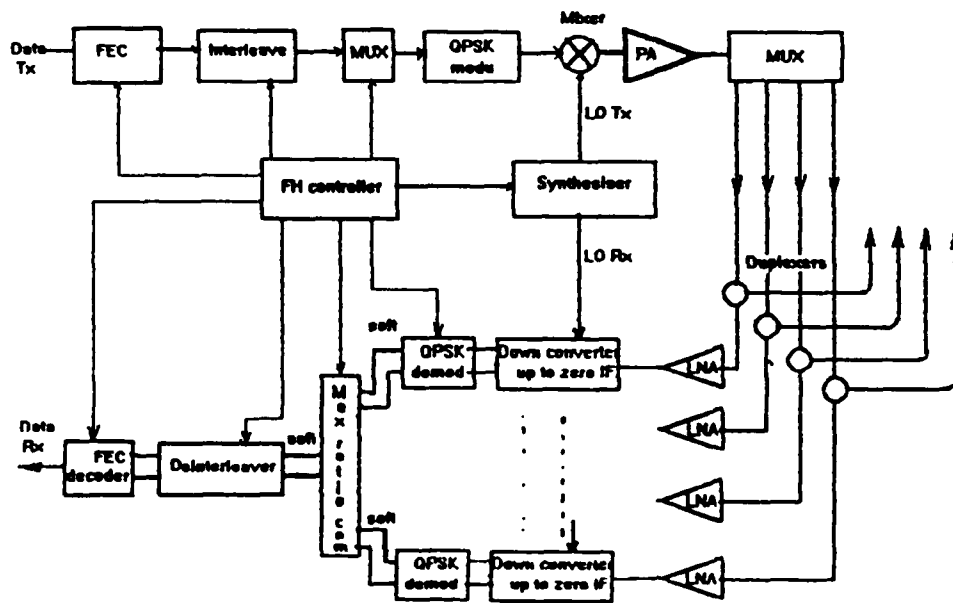 Mixer
Data
Tx
FEC
Interleave
MUX
QPSK
modu
PA
MUX
LO Tx
FH controller
Synthesiser
LO Rx
Duplexers
soft
QPSK
demod
Down converter
up to zero IF
LNA
Max ratio com
LNA
Data
Rx
FEC
decoder
Deinterleaver
soft
LNA
soft
QPSK
demod
Down converter
up to zero IF
LNA